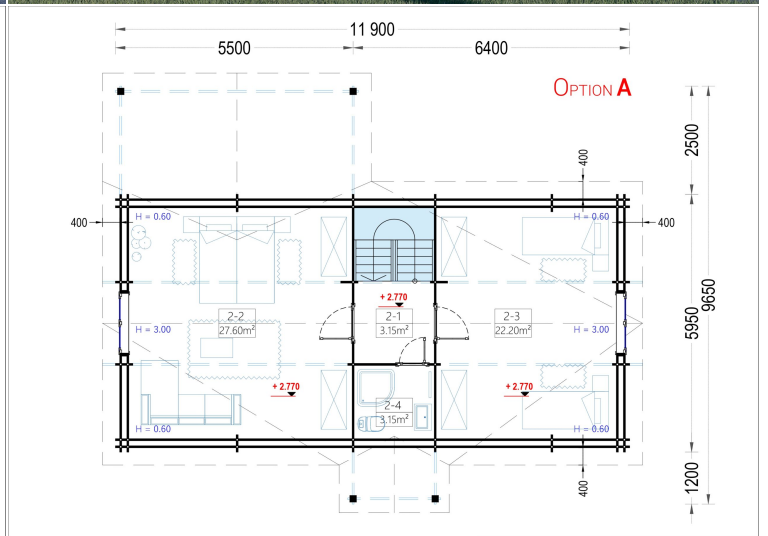 11 900
5500
6400
OPTION A
2500
400
H = 0.60
H = 0.60
400
400
+ 2.770
2-2
27.60m²
2-1
3.15m²
2-3
22.20m²
H = 3.00
H = 3.00
5950
9650
+ 2.770
+ 2.770
2-4
3.15m²
H = 0.60
H = 0.60
400
1200